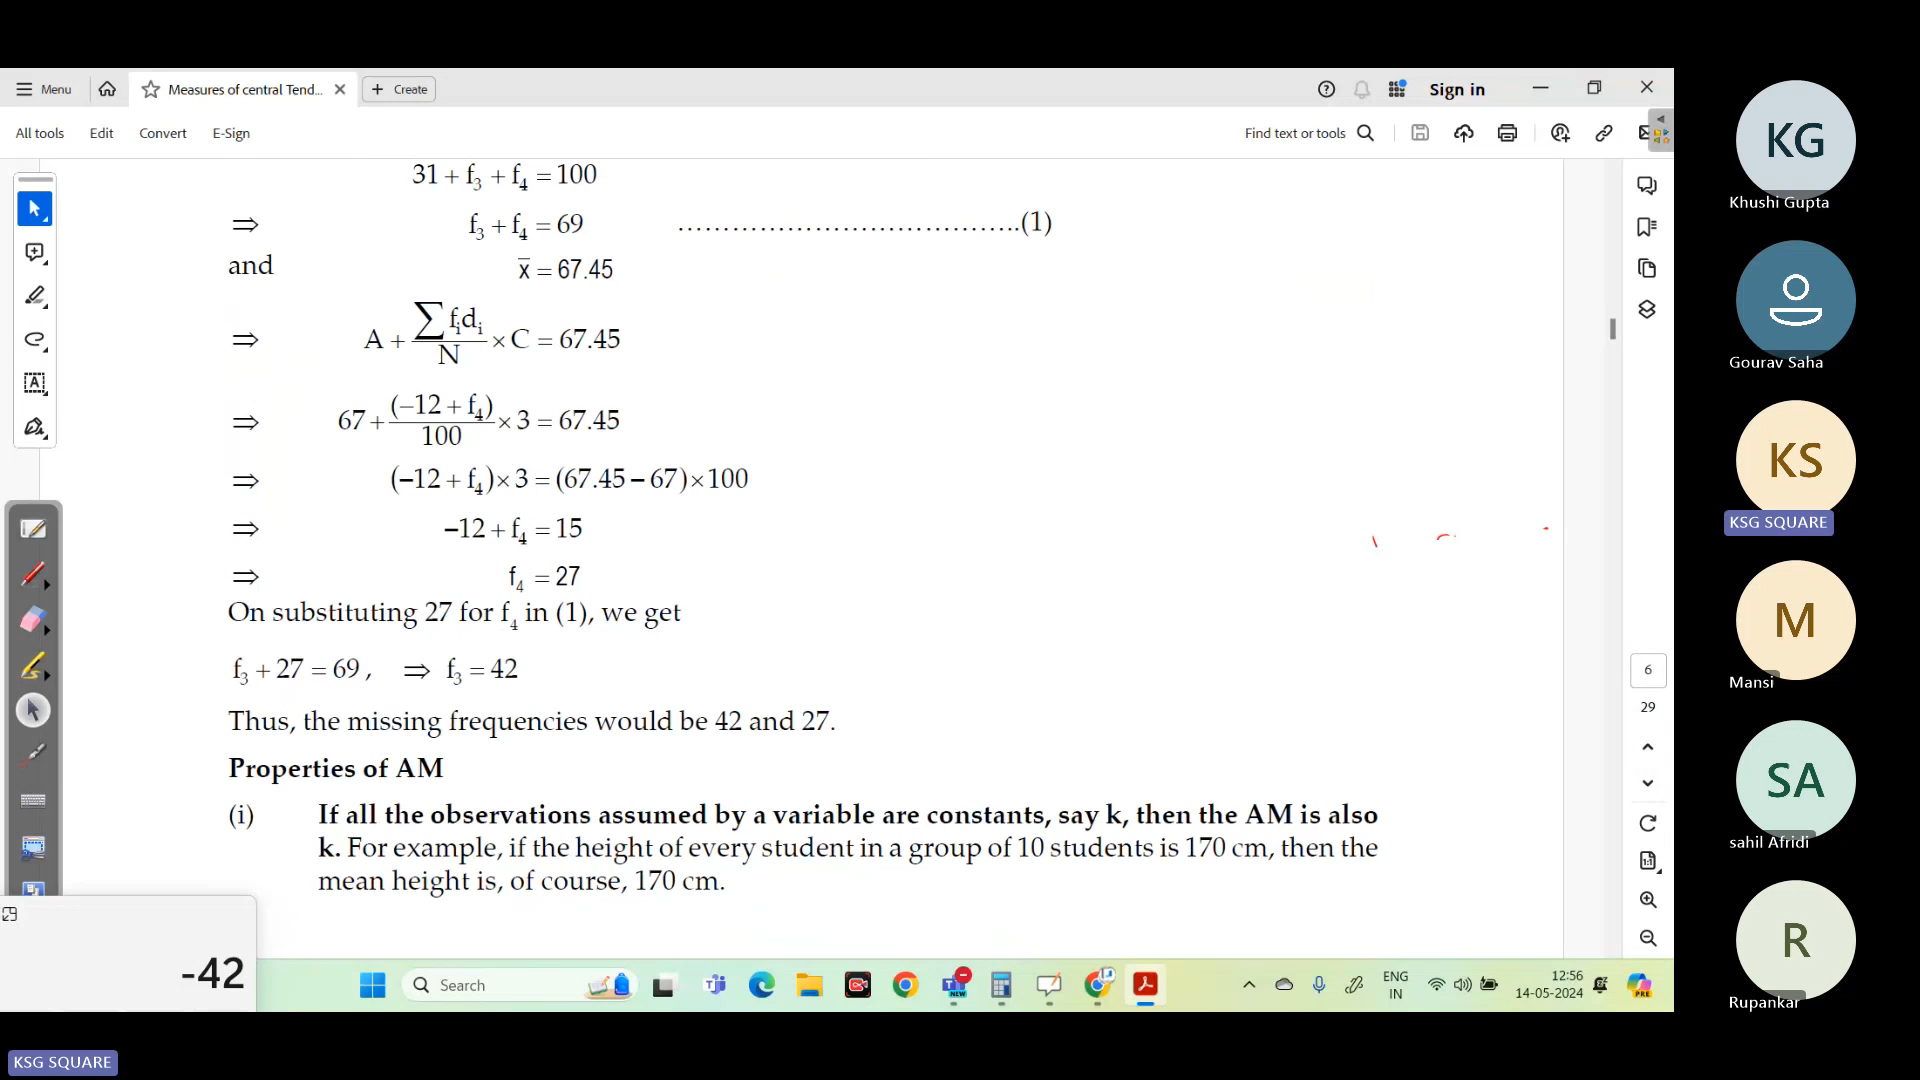 Menu
Measures of central Tend...
Create
Sign in
All tools
Edit
Convert
E-Sign
Find text or tools
31 + f₃ + f₄ = 100
⇒ f₃ + f₄ = 69 ……………………………….(1)
and x̄ = 67.45
⇒ A + ∑fᵢdᵢ / N × C = 67.45
⇒ 67 + (−12 + f₄) / 100 × 3 = 67.45
⇒ (−12 + f₄) × 3 = (67.45 − 67) × 100
⇒ −12 + f₄ = 15
⇒ f₄ = 27
On substituting 27 for f₄ in (1), we get
f₃ + 27 = 69, ⇒ f₃ = 42
Thus, the missing frequencies would be 42 and 27.
Properties of AM
(i) If all the observations assumed by a variable are constants, say k, then the AM is also
k. For example, if the height of every student in a group of 10 students is 170 cm, then the
mean height is, of course, 170 cm.
6
29
-42
Search
ENG
IN
12:56
14-05-2024
KG
Khushi Gupta
Gourav Saha
KS
KSG SQUARE
M
Mansi
SA
sahil Afridi
R
Rupankar
KSG SQUARE